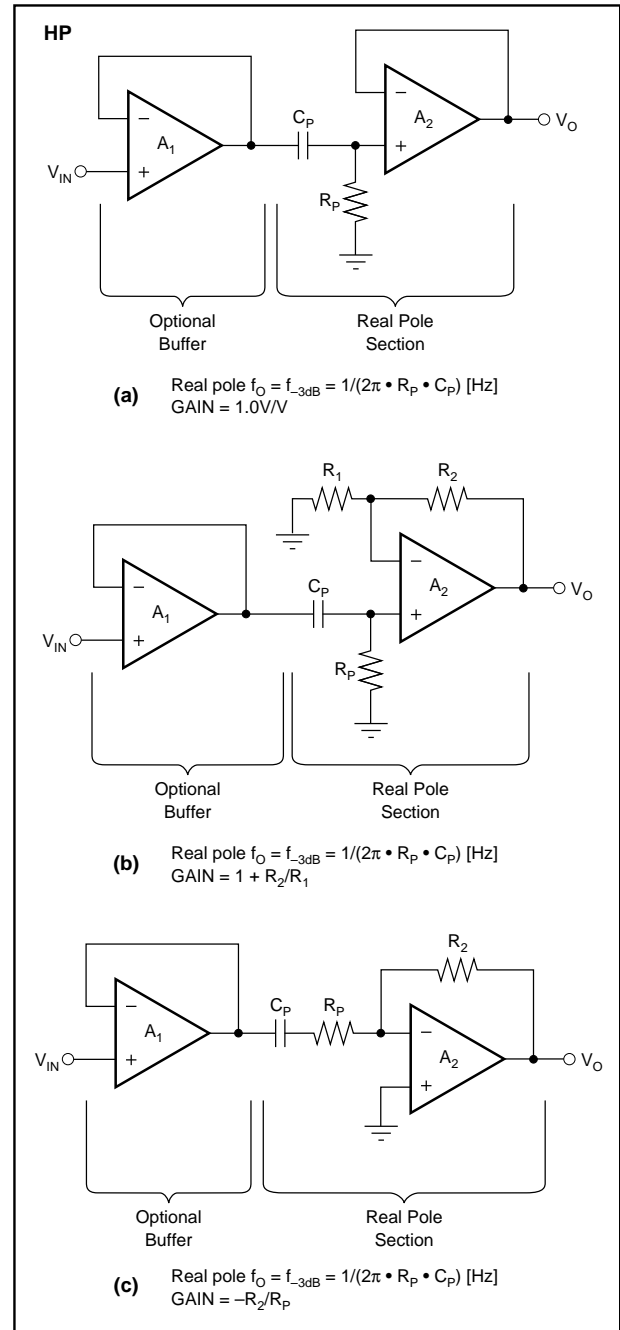 HP
−
A1
+
VIN
CP
RP
−
A2
+
VO
Optional
Buffer
Real Pole
Section
(a) Real pole fO = f–3dB = 1/(2π • RP • CP) [Hz]
GAIN = 1.0V/V
R1
R2
−
A1
+
VIN
CP
RP
−
A2
+
VO
Optional
Buffer
Real Pole
Section
(b) Real pole fO = f–3dB = 1/(2π • RP • CP) [Hz]
GAIN = 1 + R2/R1
R2
−
A1
+
VIN
CP
RP
−
A2
+
VO
Optional
Buffer
Real Pole
Section
(c) Real pole fO = f–3dB = 1/(2π • RP • CP) [Hz]
GAIN = –R2/RP